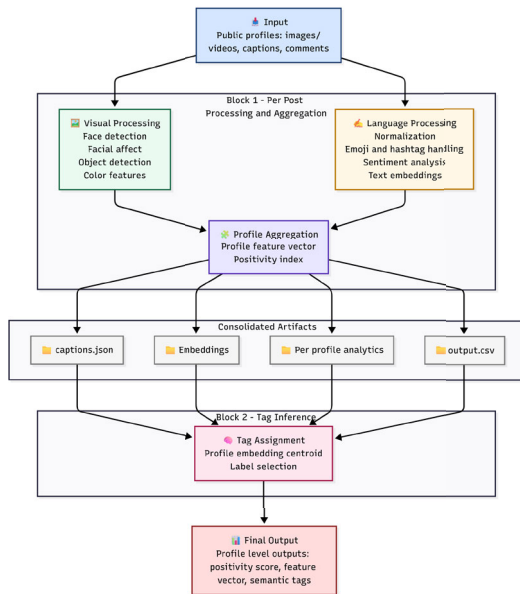 Input
Public profiles: images/
videos, captions, comments
Block 1 - Per Post
Processing and Aggregation
Visual Processing
Face detection
Facial affect
Object detection
Color features
Language Processing
Normalization
Emoji and hashtag handling
Sentiment analysis
Text embeddings
Profile Aggregation
Profile feature vector
Positivity index
Consolidated Artifacts
captions.json
Embeddings
Per profile analytics
output.csv
Block 2 - Tag Inference
Tag Assignment
Profile embedding centroid
Label selection
Final Output
Profile level outputs:
positivity score, feature
vector, semantic tags